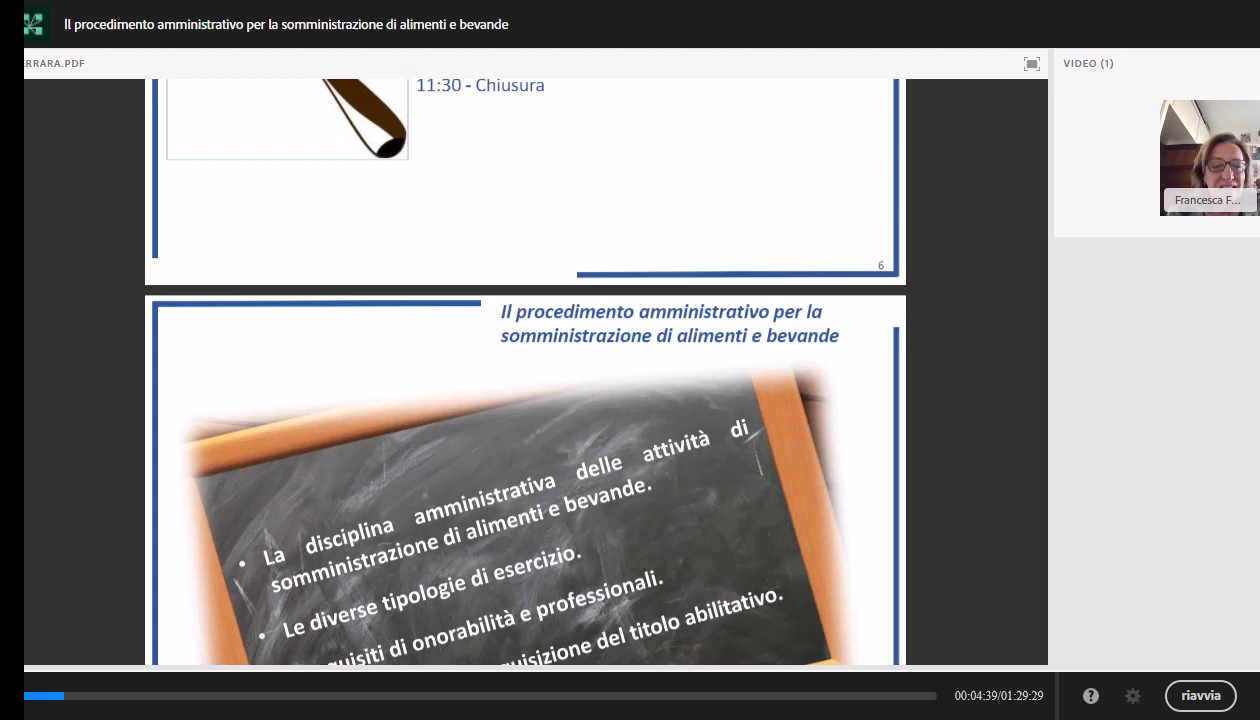 Il procedimento amministrativo per la somministrazione di alimenti e bevande
ERRARA.PDF
VIDEO (1)
11:30 - Chiusura
Francesca F...
6
Il procedimento amministrativo per la
somministrazione di alimenti e bevande
• La disciplina amministrativa delle attività di
somministrazione di alimenti e bevande.
• Le diverse tipologie di esercizio.
quisiti di onorabilità e professionali.
quisizione del titolo abilitativo.
00:04:39/01:29:29
?
riavvia